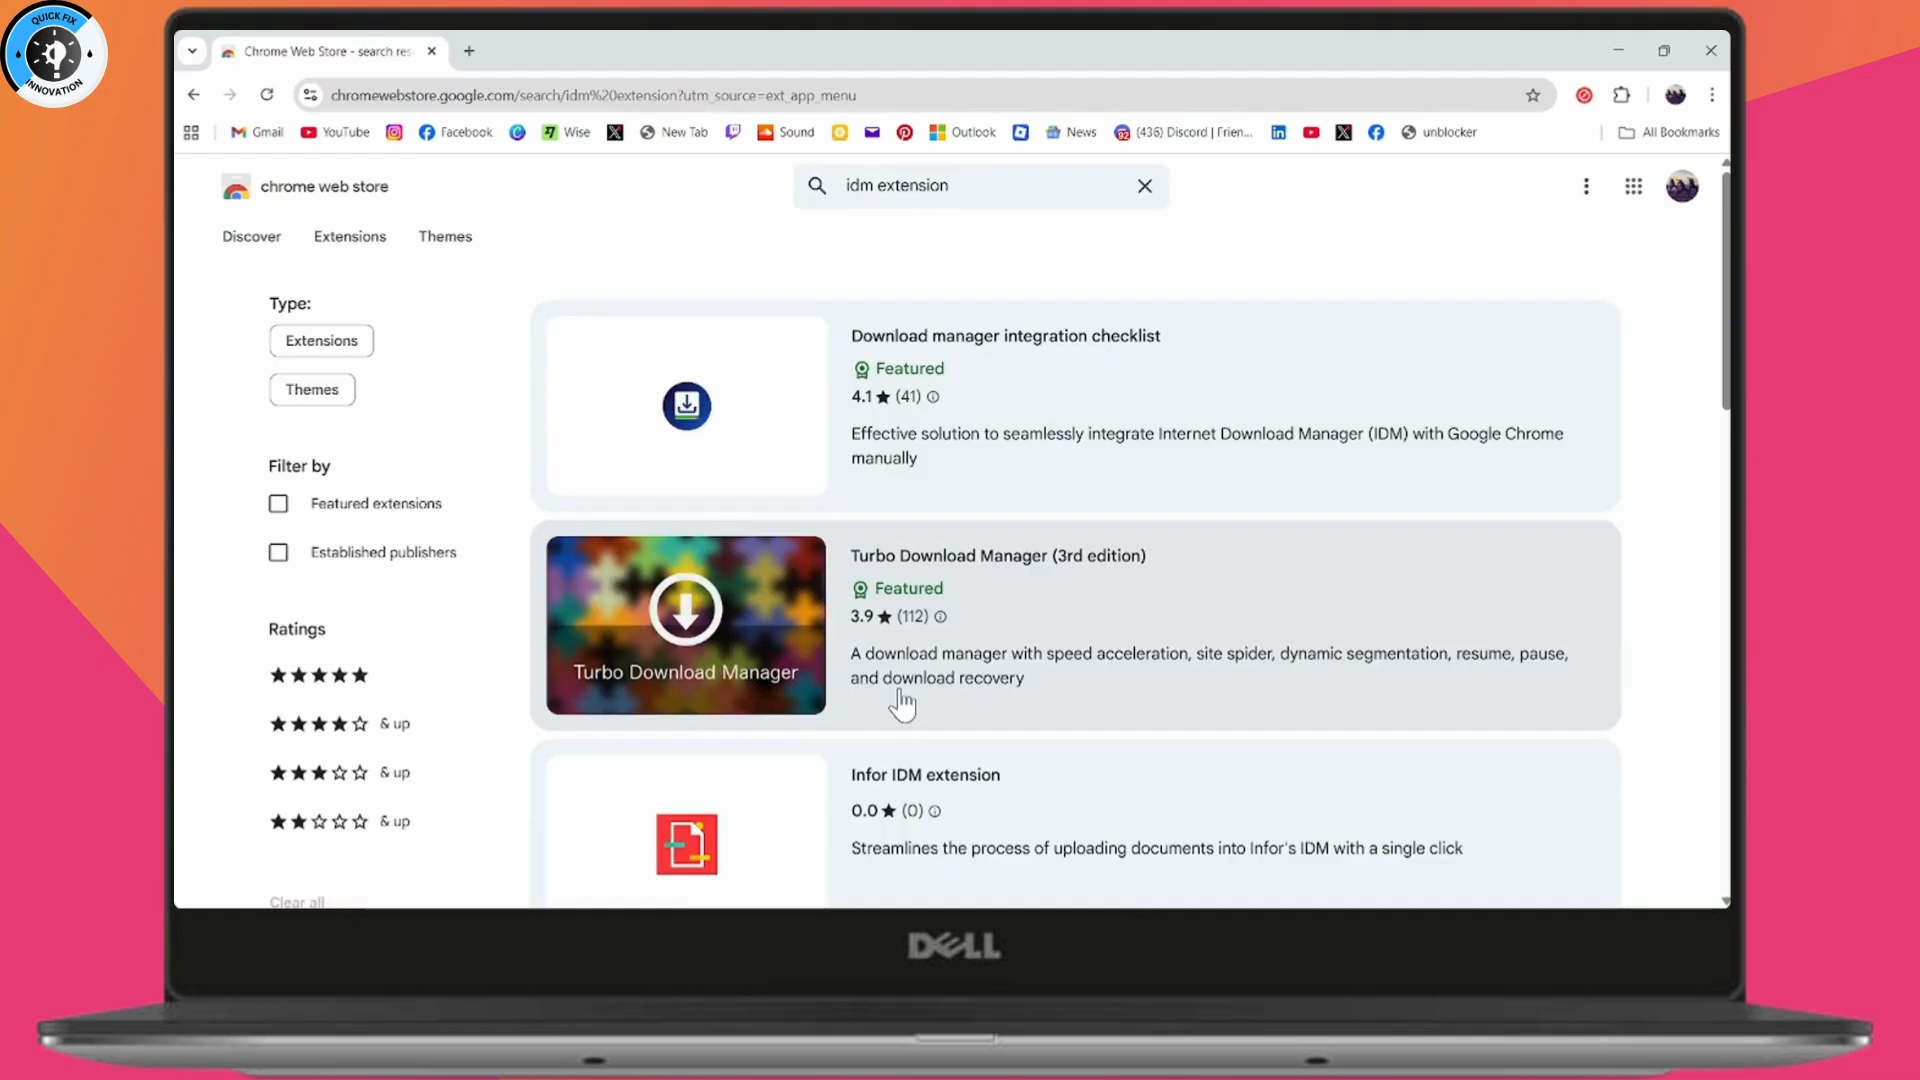 QUICK FIX
INNOVATION
Chrome Web Store - search res
chromewebstore.google.com/search/idm%20extension?utm_source=ext_app_menu
Gmail
YouTube
Facebook
Wise
New Tab
Sound
Outlook
News
92
(436) Discord | Frien...
unblocker
All Bookmarks
chrome web store
idm extension
Discover
Extensions
Themes
Type:
Extensions
Themes
Filter by
Featured extensions
Established publishers
Ratings
& up
& up
& up
Clear all
Download manager integration checklist
Featured
4.1 ★ (41)
Effective solution to seamlessly integrate Internet Download Manager (IDM) with Google Chrome
manually
Turbo Download Manager
Turbo Download Manager (3rd edition)
Featured
3.9 ★ (112)
A download manager with speed acceleration, site spider, dynamic segmentation, resume, pause,
and download recovery
Infor IDM extension
0.0 ★ (0)
Streamlines the process of uploading documents into Infor's IDM with a single click
DELL